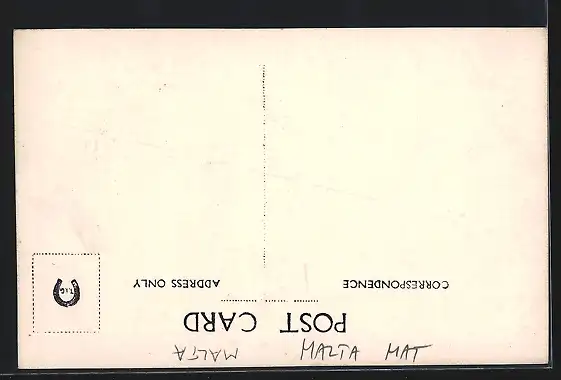 MALTA
POST CARD
CORRESPONDENCE
ADDRESS ONLY
MALTA MAT